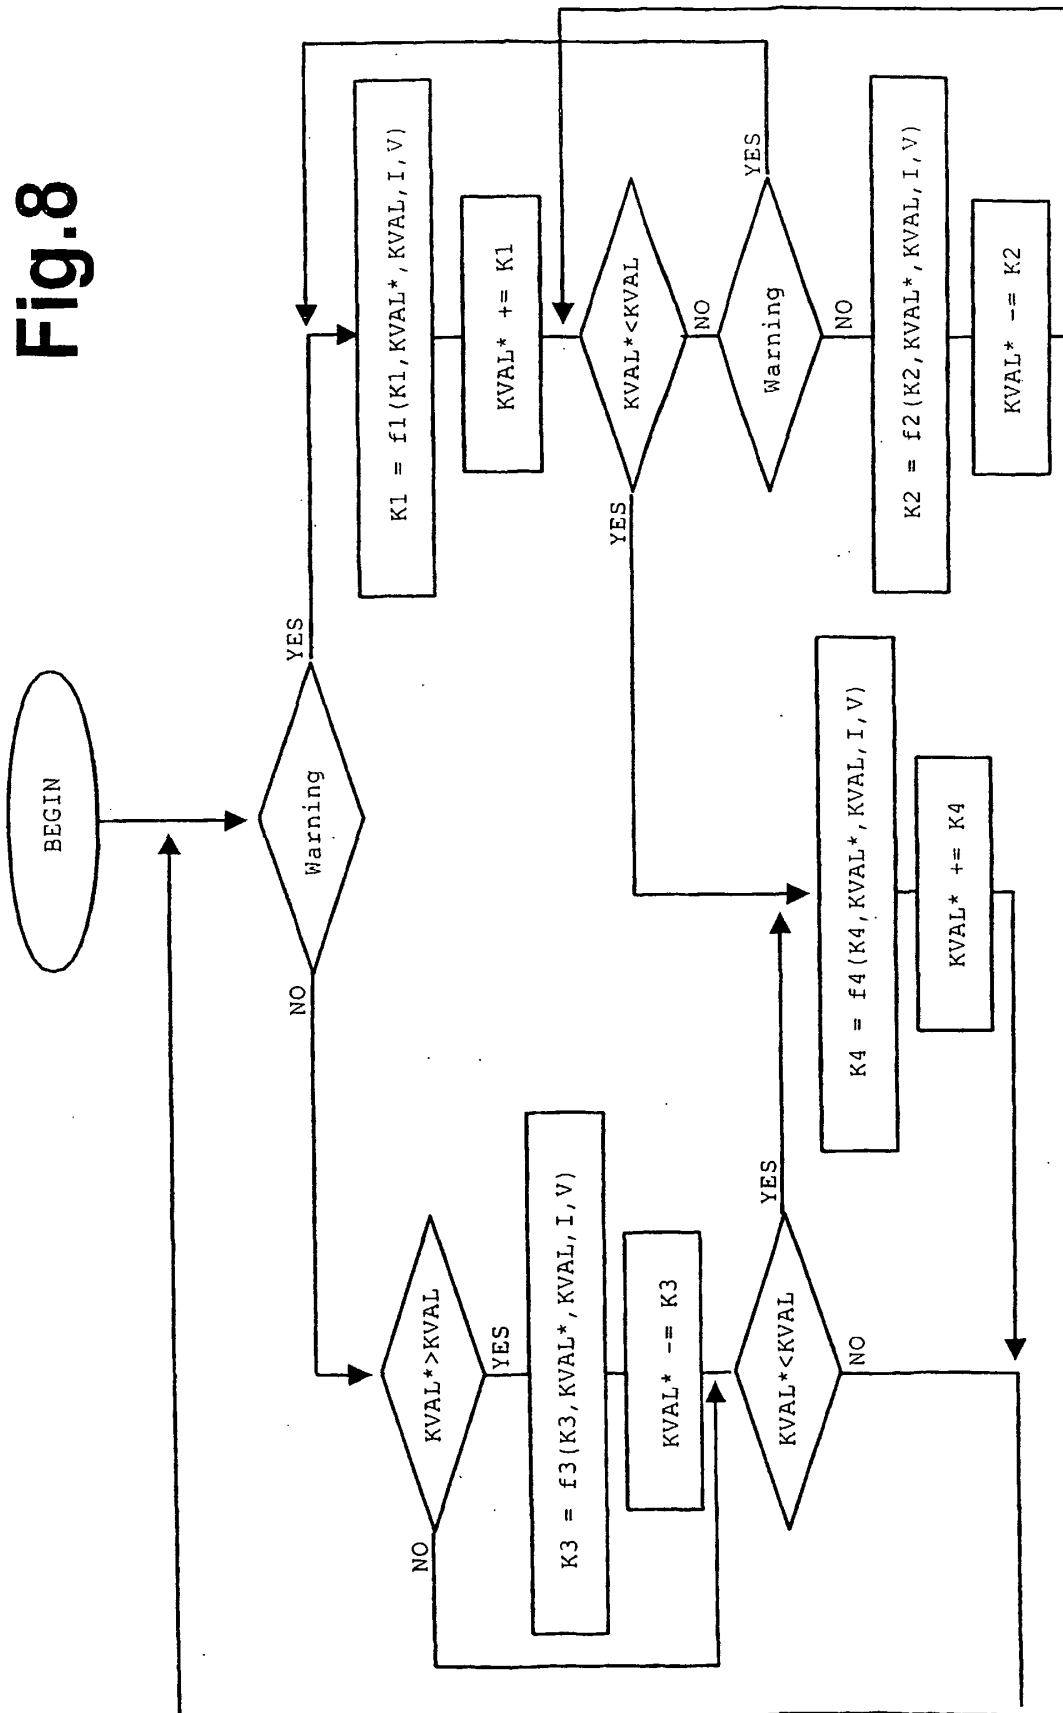 Fig.8
BEGIN
Warning
YES
NO
K1 = f1(K1,KVAL*,KVAL,I,V)
KVAL* += K1
KVAL*<KVAL
YES
NO
Warning
YES
NO
K2 = f2(K2,KVAL*,KVAL,I,V)
KVAL* -= K2
KVAL*>KVAL
NO
YES
K3 = f3(K3,KVAL*,KVAL,I,V)
KVAL* -= K3
KVAL*<KVAL
YES
NO
K4 = f4(K4,KVAL*,KVAL,I,V)
KVAL* += K4